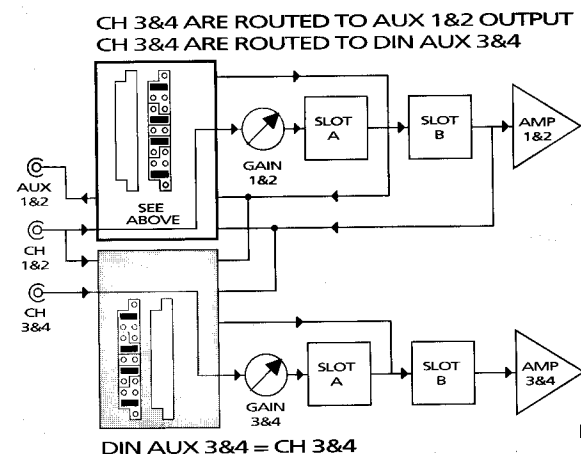 CH 3&4 ARE ROUTED TO AUX 1&2 OUTPUT
CH 3&4 ARE ROUTED TO DIN AUX 3&4
SLOT
A
SLOT
B
AMP
1&2
GAIN
1&2
AUX
1&2
SEE
ABOVE
CH
1&2
CH
3&4
SLOT
A
SLOT
B
AMP
3&4
GAIN
3&4
DIN AUX 3&4 = CH 3&4